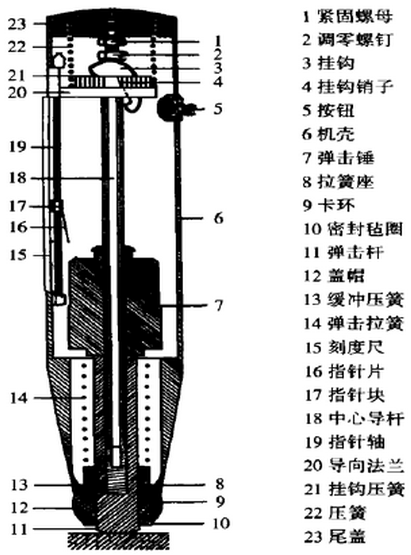 23
22
21
20
19
18
17
16
15
14
13
12
11
1
2
3
4
5
6
7
8
9
10
1 紧固螺母
2 调零螺钉
3 挂钩
4 挂钩销子
5 按钮
6 机壳
7 弹击锤
8 拉簧座
9 卡环
10 密封毡圈
11 弹击杆
12 盖帽
13 缓冲压簧
14 弹击拉簧
15 刻度尺
16 指针片
17 指针块
18 中心导杆
19 指针轴
20 导向法兰
21 挂钩压簧
22 压簧
23 尾盖